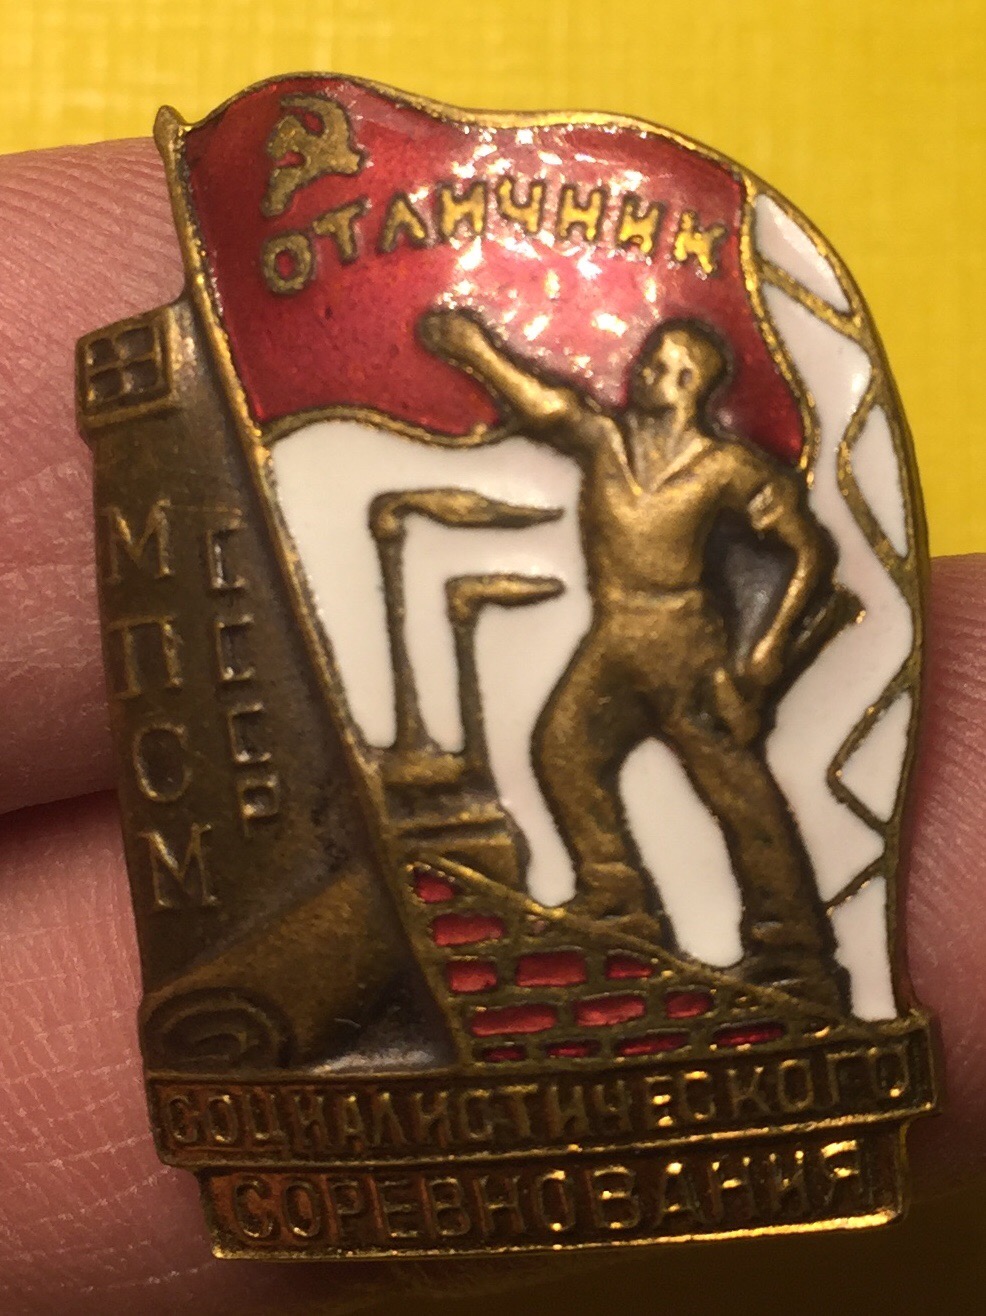 ОТЛИЧНИК
МПСМ
СССР
СОЦИАЛИСТИЧЕСКОГО
СОРЕВНОВАНИЯ